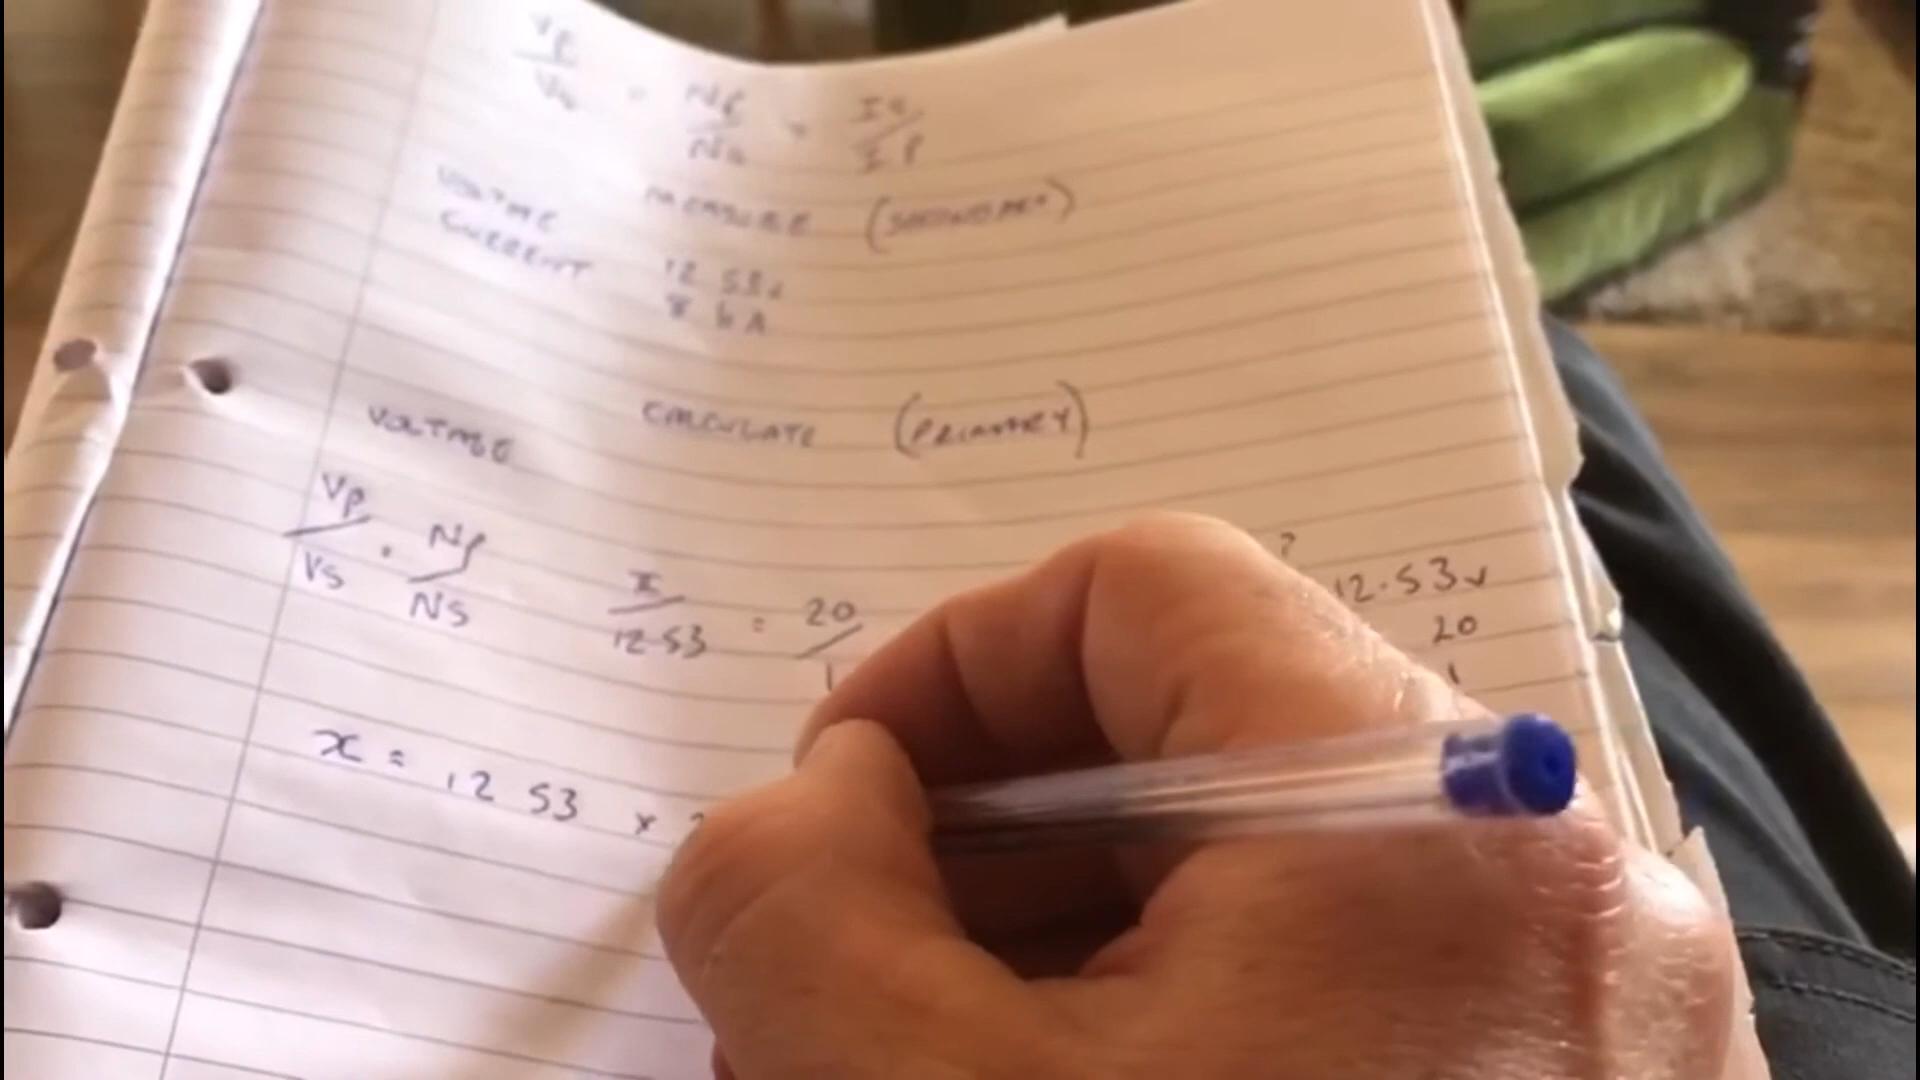 Vp / Vs = Np / Ns = Is / Ip
MEASURE (SECONDARY)
VOLTAGE 12.53v
CURRENT 8.6A
CALCULATE (PRIMARY)
VOLTAGE
Vp / Vs = Np / Ns
x / 12.53 = 20 / 1
?
12.53v
20
1
x = 12.53 x